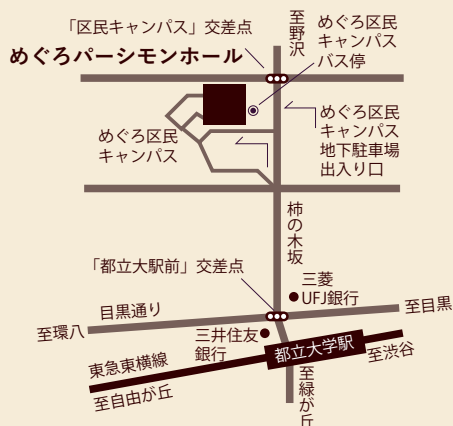 「区民キャンパス」交差点
めぐろパーシモンホール
至野沢
めぐろ区民
キャンパス
バス停
めぐろ区民
キャンパス
めぐろ区民
キャンパス
地下駐車場
出入り口
柿の木坂
「都立大駅前」交差点
三菱
UFJ銀行
目黒通り
至目黒
至環八
三井住友
銀行
都立大学駅
至渋谷
東急東横線
至自由が丘
至緑が丘